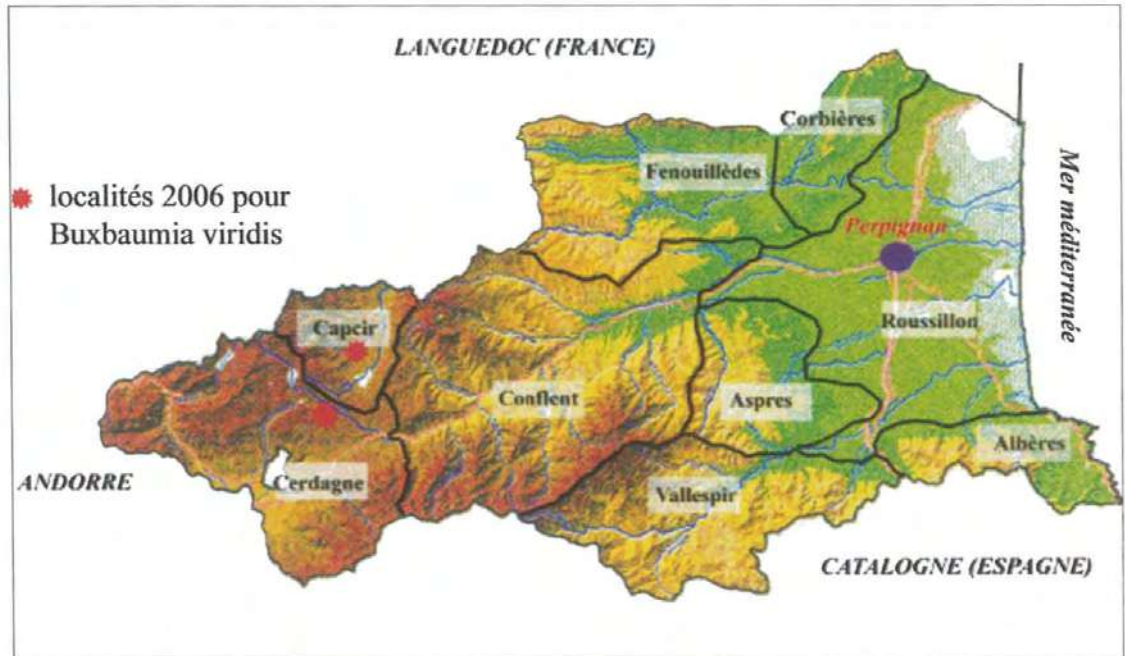 LANGUEDOC (FRANCE)
Corbières
Fenouillèdes
Mer méditerranée
localités 2006 pour
Buxbaumia viridis
Perpignan
Capcir
Roussillon
Conflent
Aspres
Albères
ANDORRE
Cerdagne
Vallespir
CATALOGNE (ESPAGNE)